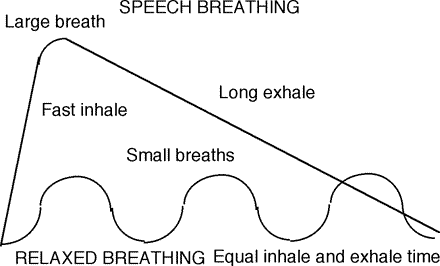 SPEECH BREATHING
Large breath
Long exhale
Fast inhale
Small breaths
RELAXED BREATHING
Equal inhale and exhale time